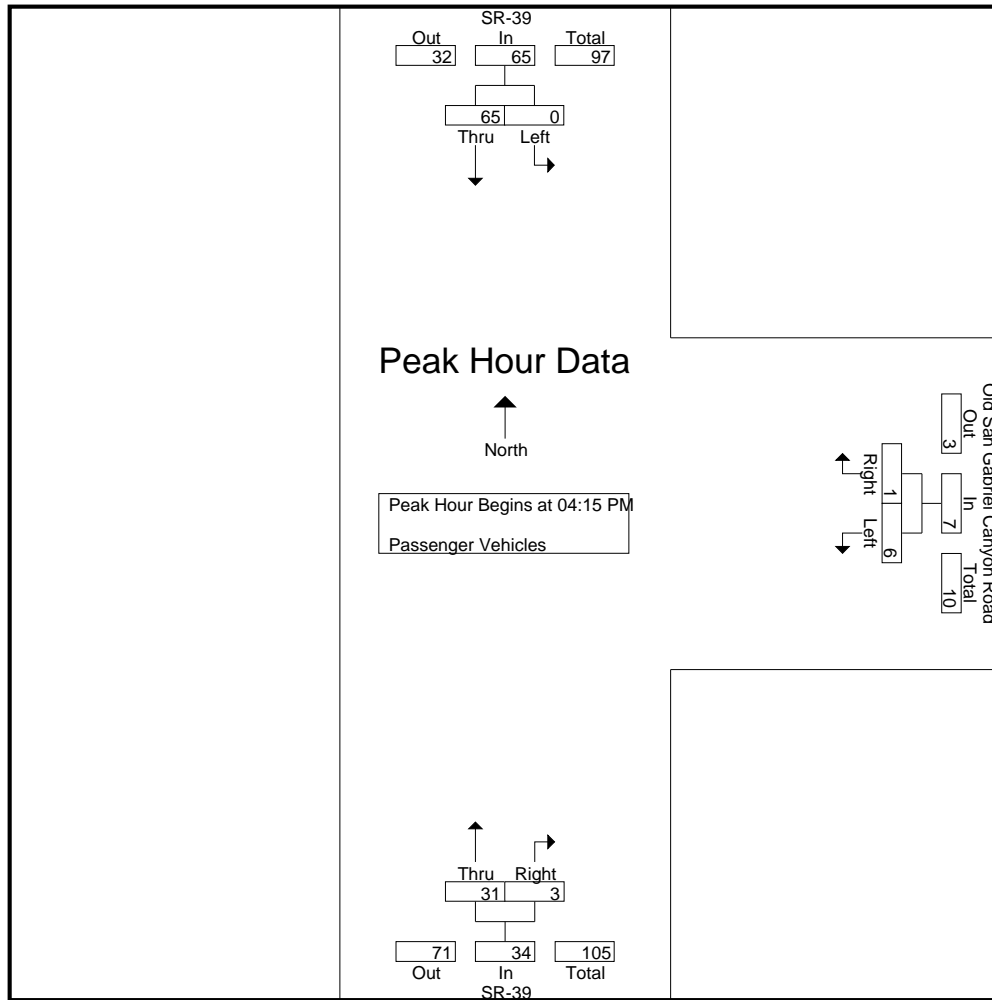 SR-39
Out In Total
32 65 97
65 0
Thru Left
Peak Hour Data
North
Peak Hour Begins at 04:15 PM
Passenger Vehicles
Old San Gabriel Canyon Road
Out In Total
3 7 10
1 6
Right Left
Thru Right
31 3
71 34 105
Out In Total
SR-39